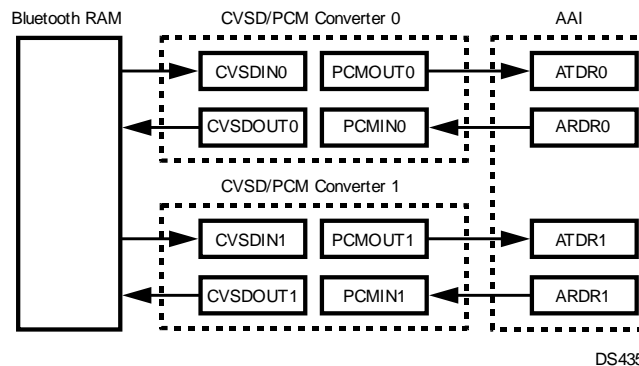 Bluetooth RAM CVSD/PCM Converter 0 AAI
CVSDIN0 PCMOUT0 ATDR0
CVSDOUT0 PCMIN0 ARDR0
CVSD/PCM Converter 1
CVSDIN1 PCMOUT1 ATDR1
CVSDOUT1 PCMIN1 ARDR1
DS435